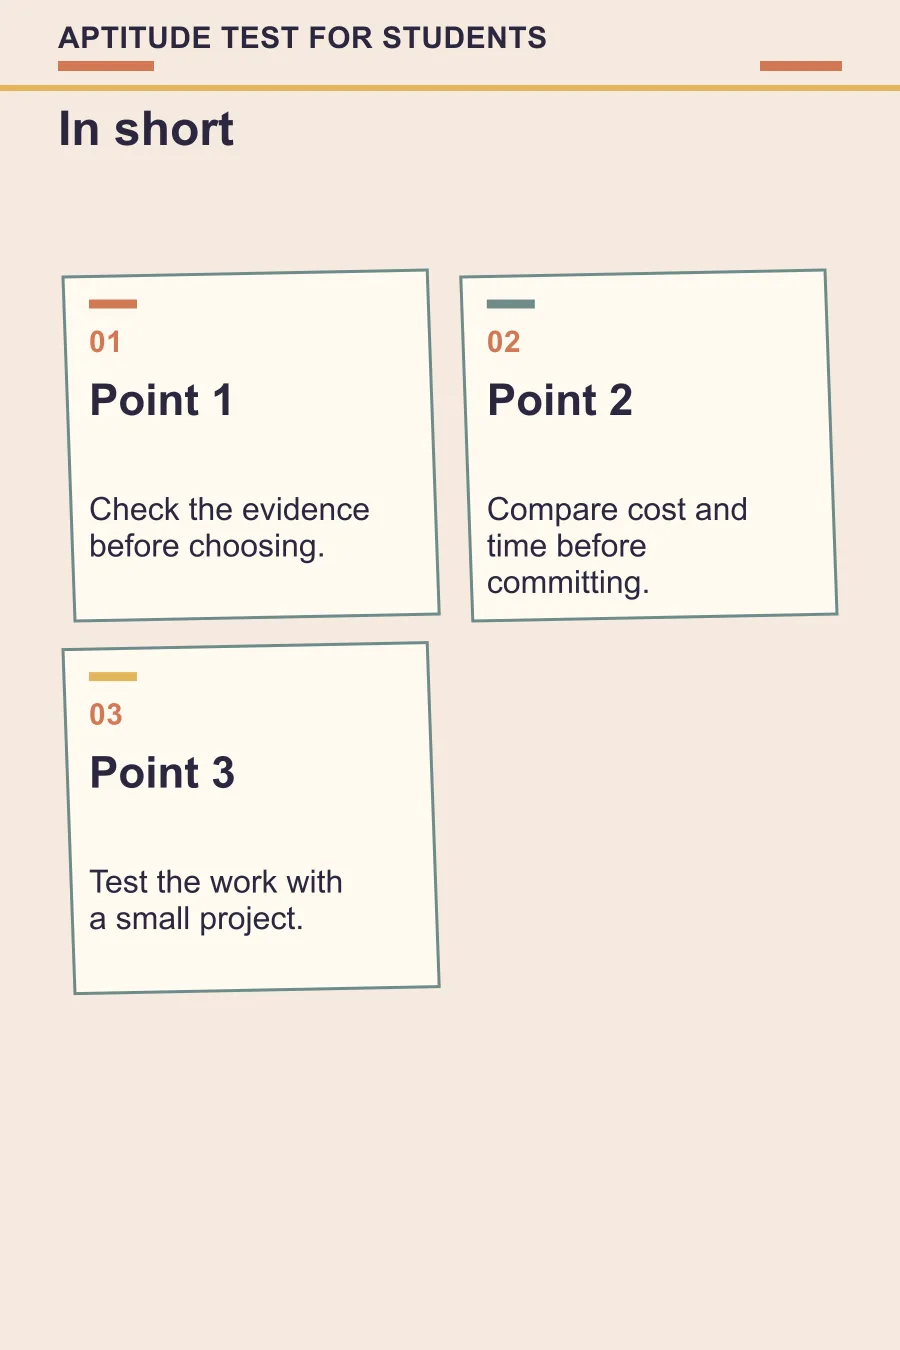 APTITUDE TEST FOR STUDENTS
In short
01
Point 1
Check the evidence
before choosing.
02
Point 2
Compare cost and
time before
committing.
03
Point 3
Test the work with
a small project.